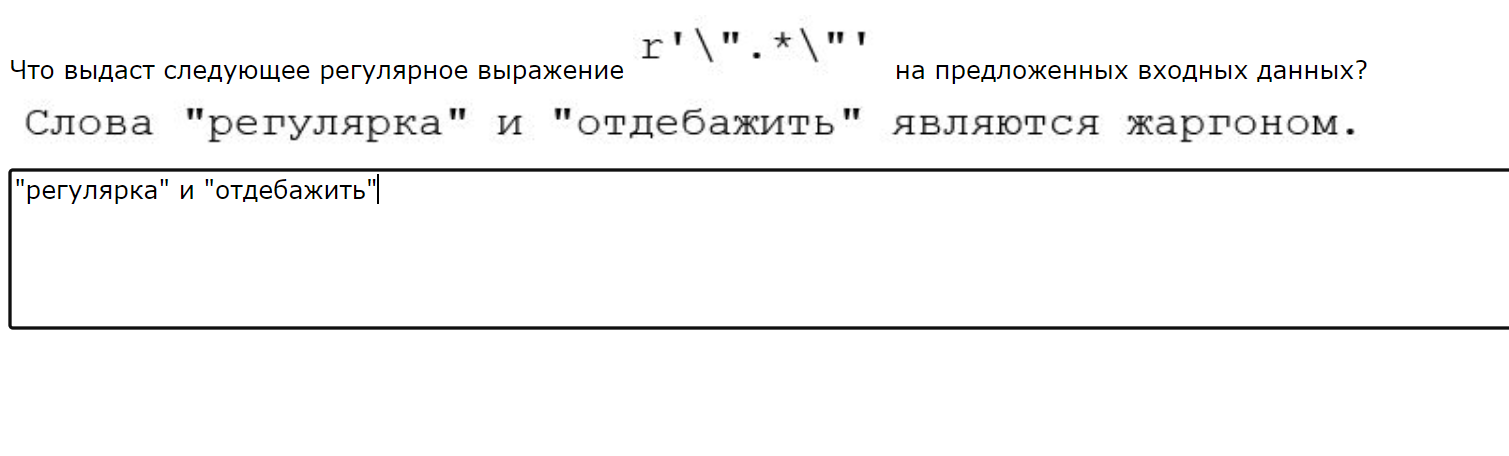 Что выдаст следующее регулярное выражение r'\".*\"' на предложенных входных данных?
Слова "регулярка" и "отдебажить" являются жаргоном.
"регулярка" и "отдебажить"